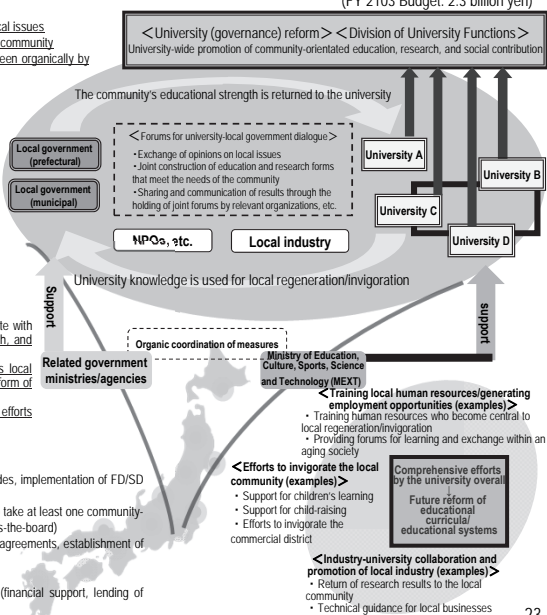 (FY 2103 Budget: 2.3 billion yen)
cal issues
community
een organically by
＜University (governance) reform＞＜Division of University Functions＞
University-wide promotion of community-orientated education, research, and social contribution
The community's educational strength is returned to the university
Local government
(prefectural)
Local government
(municipal)
＜Forums for university-local government dialogue＞
・Exchange of opinions on local issues
・Joint construction of education and research forms
that meet the needs of the community
・Sharing and communication of results through the
holding of joint forums by relevant organizations, etc.
University A
University B
University C
University D
NPOs, etc.
Local industry
University knowledge is used for local regeneration/invigoration
Support
support
te with
h, and
s local
form of
efforts
Organic coordination of measures
Related government
ministries/agencies
Ministry of Education,
Culture, Sports, Science
and Technology (MEXT)
＜Training local human resources/generating
employment opportunities (examples)＞
・Training human resources who become central to
local regeneration/invigoration
・Providing forums for learning and exchange within an
aging society
des, implementation of FD/SD
take at least one community-
s-the-board)
agreements, establishment of
(financial support, lending of
＜Efforts to invigorate the local
community (examples)＞
・Support for children's learning
・Support for child-raising
・Efforts to invigorate the
commercial district
Comprehensive efforts
by the university overall
↓
Future reform of
educational
curricula/
educational systems
＜Industry-university collaboration and
promotion of local industry (examples)＞
・Return of research results to the local
community
・Technical guidance for local businesses
23